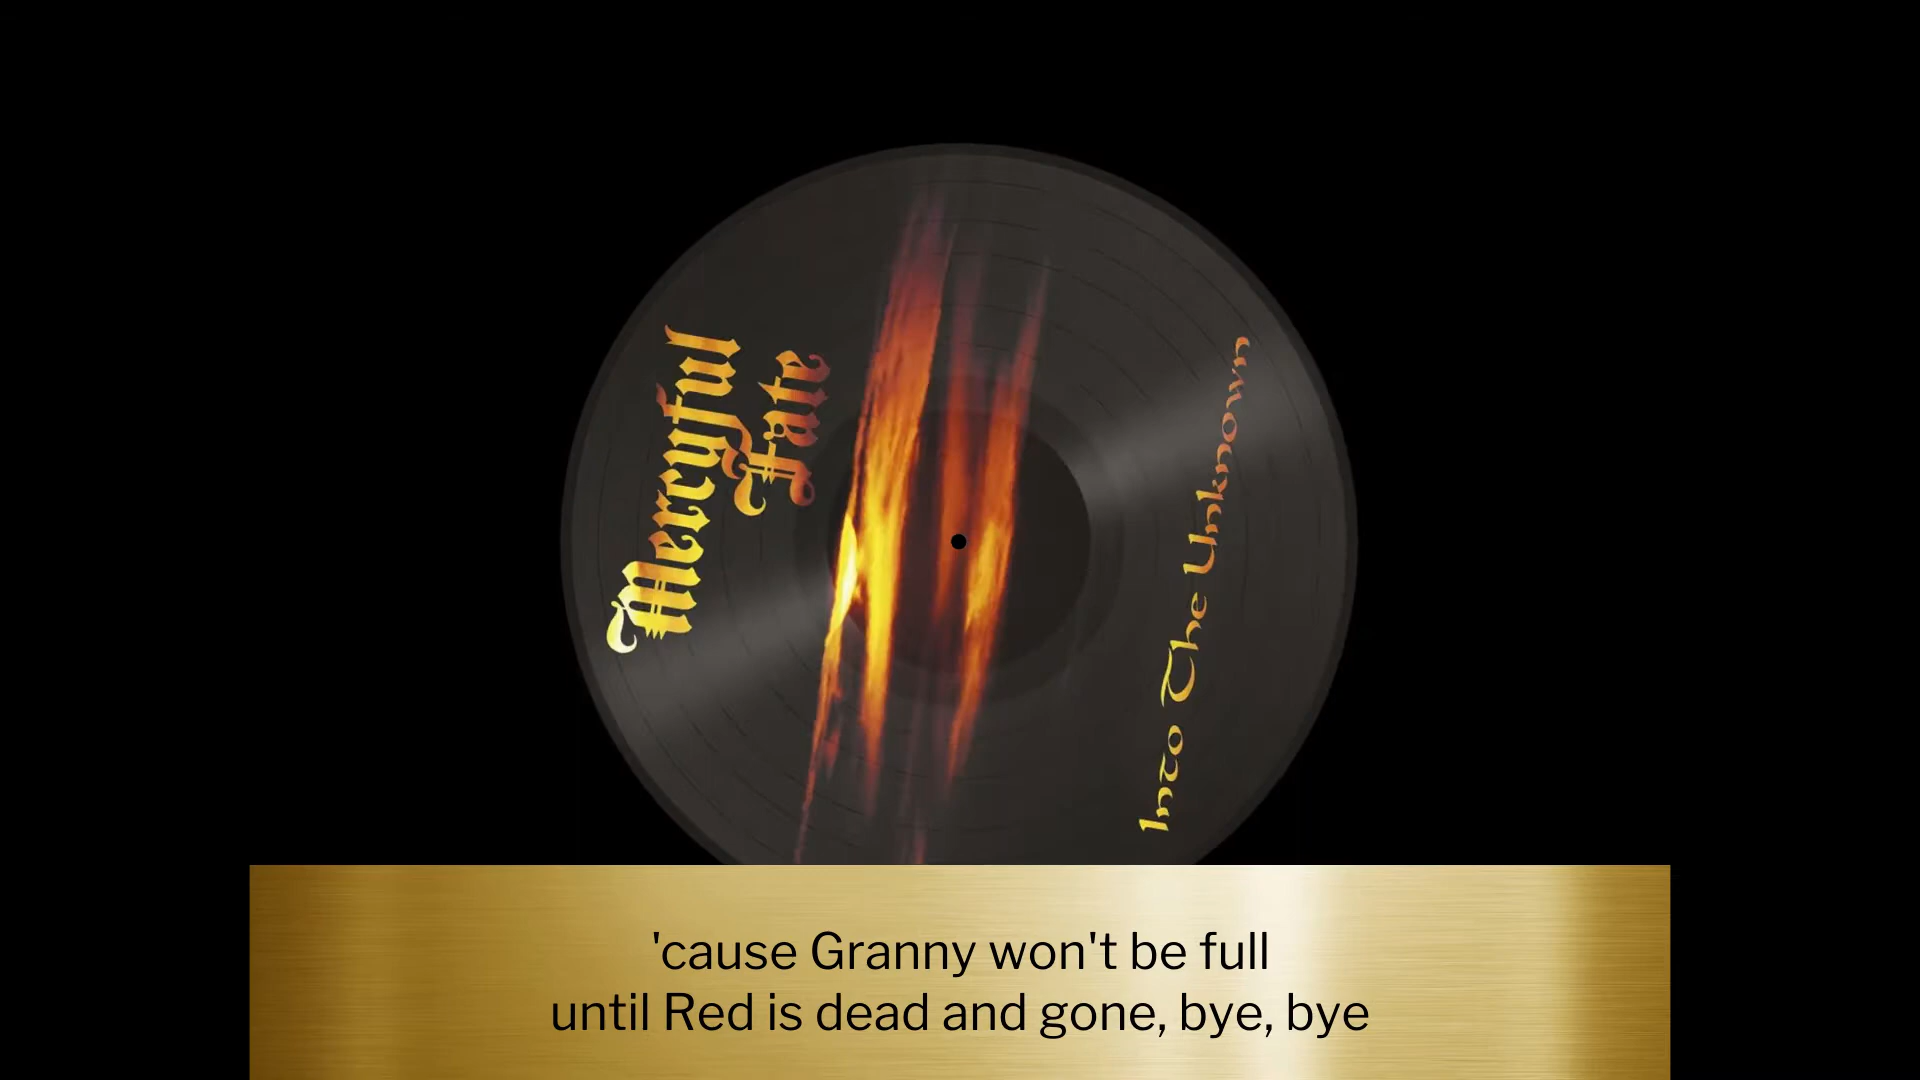 Mercyful
Fate
Into The Unknown
'cause Granny won't be full
until Red is dead and gone, bye, bye